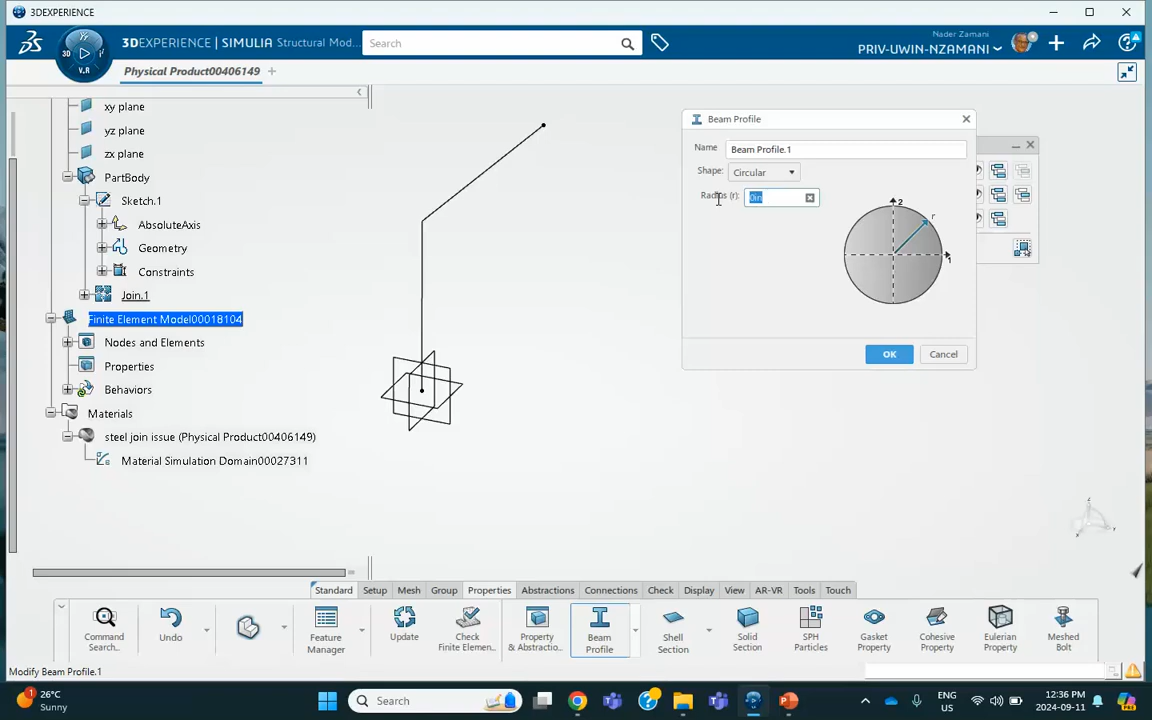 3DEXPERIENCE
3DEXPERIENCE | SIMULIA Structural Mod...
Search
Nader Zamani
PRIV-UWIN-NZAMANI
3D
V.R
Physical Product00406149
xy plane
yz plane
zx plane
PartBody
Sketch.1
AbsoluteAxis
Geometry
Constraints
Join.1
Finite Element Model00018104
Nodes and Elements
Properties
Behaviors
Materials
steel join issue (Physical Product00406149)
Material Simulation Domain00027311
Beam Profile
Name
Beam Profile.1
Shape:
Circular
Radius (r):
0in
2
r
1
OK
Cancel
Standard
Setup
Mesh
Group
Properties
Abstractions
Connections
Check
Display
View
AR-VR
Tools
Touch
Command
Search...
Undo
Feature
Manager
Update
Check
Finite Elemen...
Property
& Abstractio...
Beam
Profile
Shell
Section
Solid
Section
SPH
Particles
Gasket
Property
Cohesive
Property
Eulerian
Property
Meshed
Bolt
Modify Beam Profile.1
26°C
Sunny
Search
ENG
US
12:36 PM
2024-09-11